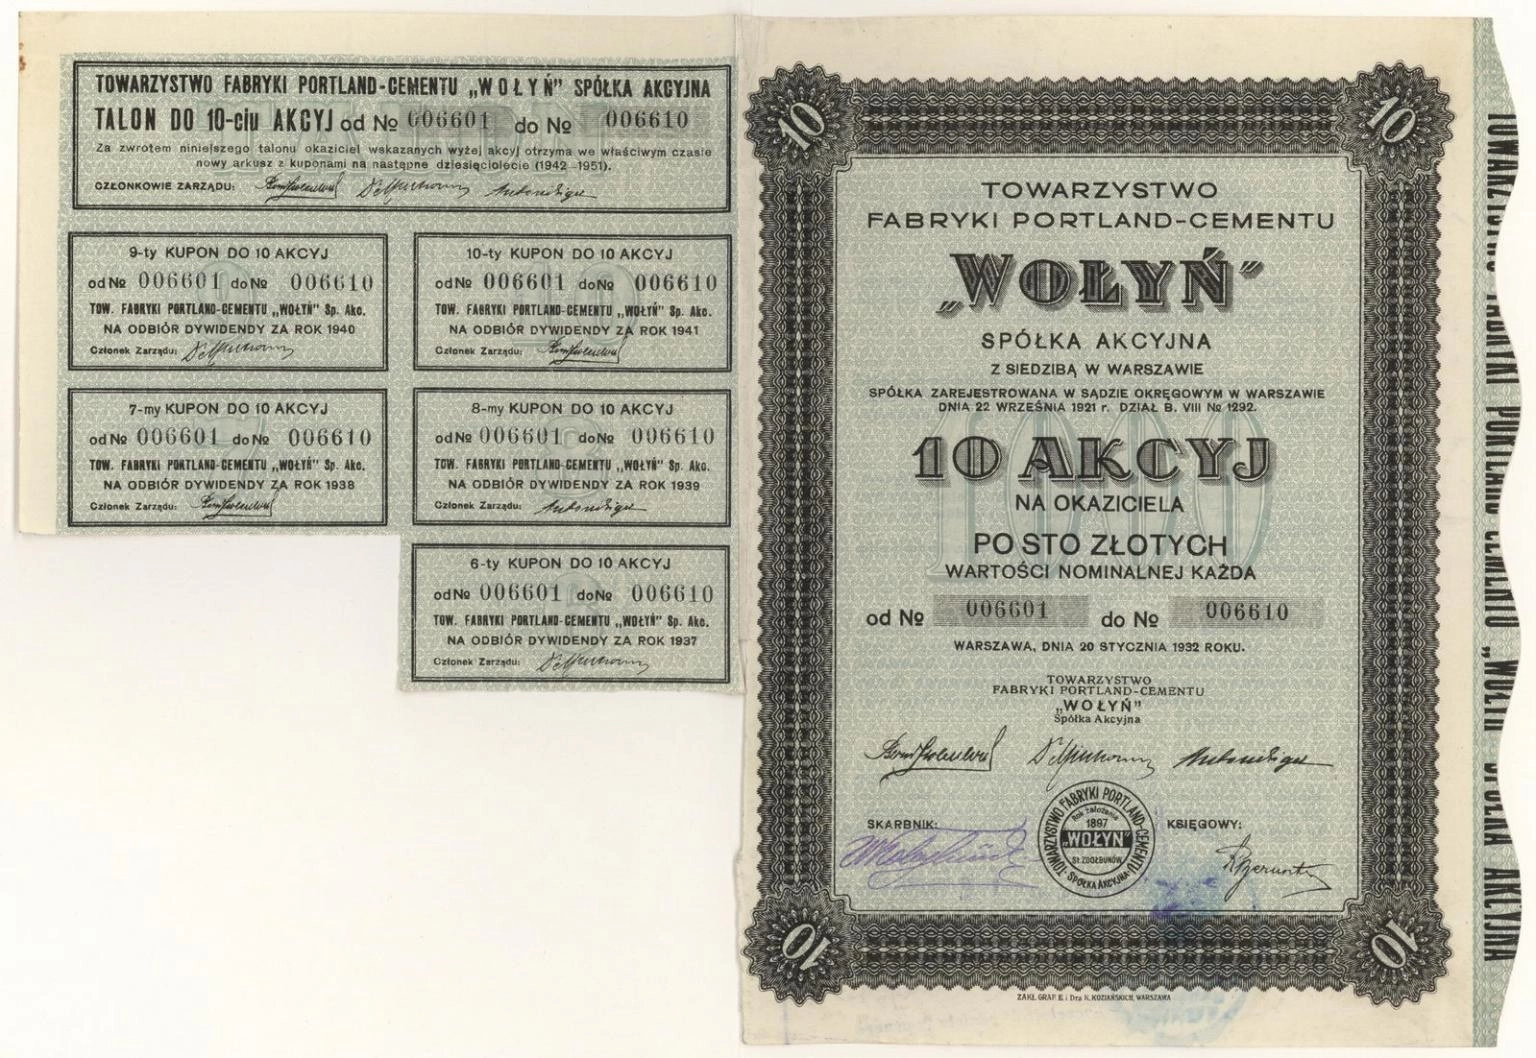 TOWARZYSTWO FABRYKI PORTLAND-CEMENTU „WOŁYŃ" SPÓŁKA AKCYJNA
TALON DO 10-ciu AKCYJ od № 006601 do № 006610
Za zwrotem niniejszego talonu okaziciel wskazanych wyżej akcyj otrzyma we właściwym czasie
nowy arkusz z kuponami na następne dziesięciolecie (1942–1951).
CZŁONKOWIE ZARZĄDU:
9-ty KUPON DO 10 AKCYJ
od № 006601 do № 006610
TOW. FABRYKI PORTLAND-CEMENTU „WOŁYŃ" Sp. Akc.
NA ODBIÓR DYWIDENDY ZA ROK 1940
Członek Zarządu:
10-ty KUPON DO 10 AKCYJ
od № 006601 do № 006610
TOW. FABRYKI PORTLAND-CEMENTU „WOŁYŃ" Sp. Akc.
NA ODBIÓR DYWIDENDY ZA ROK 1941
Członek Zarządu:
7-my KUPON DO 10 AKCYJ
od № 006601 do № 006610
TOW. FABRYKI PORTLAND-CEMENTU „WOŁYŃ" Sp. Akc.
NA ODBIÓR DYWIDENDY ZA ROK 1938
Członek Zarządu:
8-my KUPON DO 10 AKCYJ
od № 006601 do № 006610
TOW. FABRYKI PORTLAND-CEMENTU „WOŁYŃ" Sp. Akc.
NA ODBIÓR DYWIDENDY ZA ROK 1939
Członek Zarządu:
6-ty KUPON DO 10 AKCYJ
od № 006601 do № 006610
TOW. FABRYKI PORTLAND-CEMENTU „WOŁYŃ" Sp. Akc.
NA ODBIÓR DYWIDENDY ZA ROK 1937
Członek Zarządu:
10 10
TOWARZYSTWO
FABRYKI PORTLAND-CEMENTU
„WOŁYŃ"
SPÓŁKA AKCYJNA
Z SIEDZIBĄ W WARSZAWIE
SPÓŁKA ZAREJESTROWANA W SĄDZIE OKRĘGOWYM W WARSZAWIE
DNIA 22 WRZEŚNIA 1921 r. DZIAŁ B. VIII № 1292.
1000
10 AKCYJ
NA OKAZICIELA
PO STO ZŁOTYCH
WARTOŚCI NOMINALNEJ KAŻDA
od № 006601 do № 006610
WARSZAWA, DNIA 20 STYCZNIA 1932 ROKU.
TOWARZYSTWO
FABRYKI PORTLAND-CEMENTU
„WOŁYŃ"
Spółka Akcyjna
SKARBNIK:
KSIĘGOWY:
TOWARZYSTWO FABRYKI PORTLAND-CEMENTU
Rok założenia
1897
„WOŁYŃ"
ST. ZDOŁBUNÓW
SPÓŁKA AKCYJNA
10 10
ZAKŁ. GRAF. E. i Dra K. KOZIAŃSKICH, WARSZAWA
TOWARZYSTWO FABRYKI PORTLAND-CEMENTU „WOŁYŃ" SPÓŁKA AKCYJNA